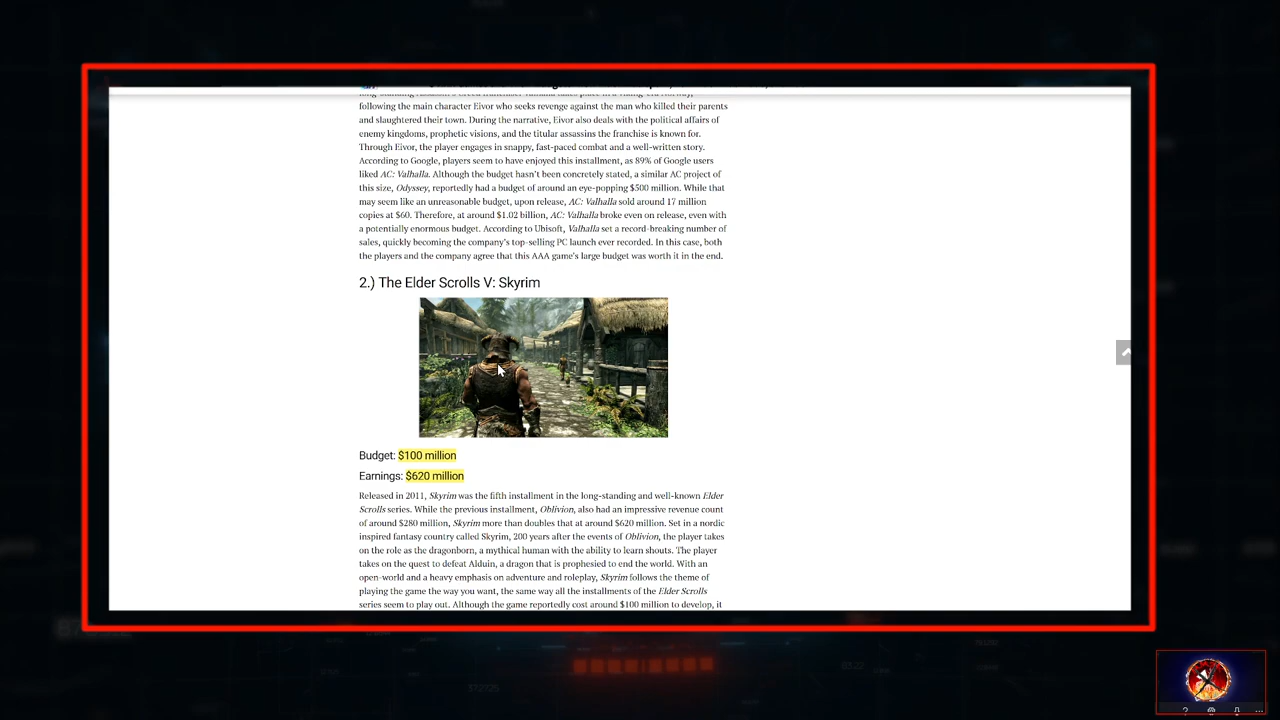 following the main character Eivor who seeks revenge against the man who killed their parents
and slaughtered their town. During the narrative, Eivor also deals with the political affairs of
enemy kingdoms, prophetic visions, and the titular assassins the franchise is known for.
Through Eivor, the player engages in snappy, fast-paced combat and a well-written story.
According to Google, players seem to have enjoyed this installment, as 89% of Google users
liked AC: Valhalla. Although the budget hasn't been concretely stated, a similar AC project of
this size, Odyssey, reportedly had a budget of around an eye-popping $500 million. While that
may seem like an unreasonable budget, upon release, AC: Valhalla sold around 17 million
copies at $60. Therefore, at around $1.02 billion, AC: Valhalla broke even on release, even with
a potentially enormous budget. According to Ubisoft, Valhalla set a record-breaking number of
sales, quickly becoming the company's top-selling PC launch ever recorded. In this case, both
the players and the company agree that this AAA game's large budget was worth it in the end.
2.) The Elder Scrolls V: Skyrim
Budget: $100 million
Earnings: $620 million
Released in 2011, Skyrim was the fifth installment in the long-standing and well-known Elder
Scrolls series. While the previous installment, Oblivion, also had an impressive revenue count
of around $280 million, Skyrim more than doubles that at around $620 million. Set in a nordic
inspired fantasy country called Skyrim, 200 years after the events of Oblivion, the player takes
on the role as the dragonborn, a mythical human with the ability to learn shouts. The player
takes on the quest to defeat Alduin, a dragon that is prophesied to end the world. With an
open-world and a heavy emphasis on adventure and roleplay, Skyrim follows the theme of
playing the game the way you want, the same way all the installments of the Elder Scrolls
series seem to play out. Although the game reportedly cost around $100 million to develop, it